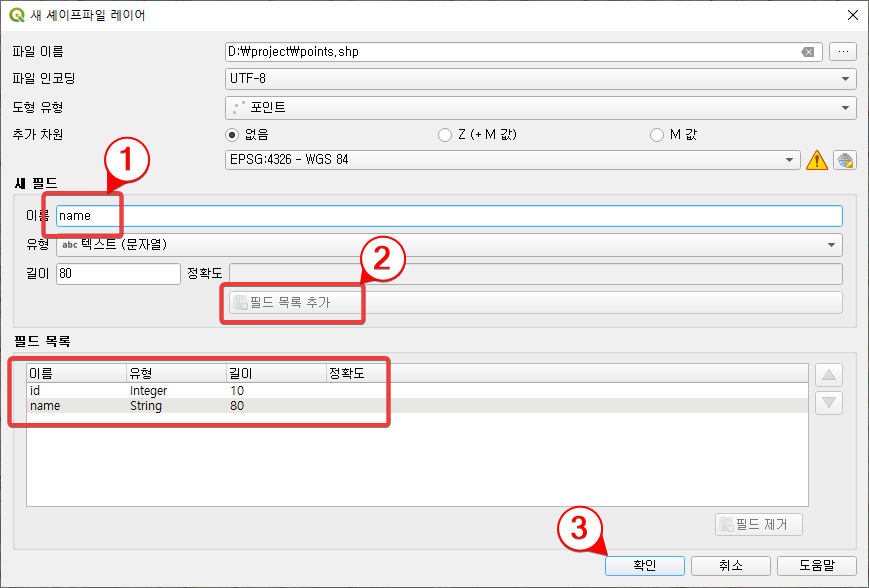 새 셰이프파일 레이어
파일 이름 D:₩project₩points.shp ...
파일 인코딩 UTF-8
도형 유형 포인트
추가 차원 없음 Z (+ M 값) M 값
EPSG:4326 - WGS 84
1
새 필드
이름 name
유형 abc 텍스트 (문자열)
길이 80 정확도
2
필드 목록 추가
필드 목록
이름 유형 길이 정확도
id Integer 10
name String 80
필드 제거
3
확인 취소 도움말